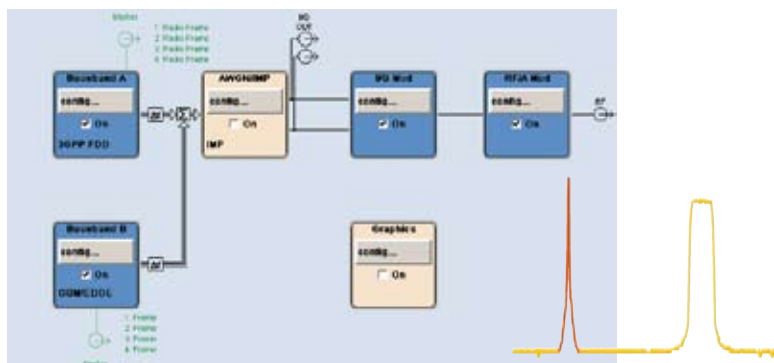 Marker
1 Radio Frame
2 Radio Frame
3 Radio Frame
4 Radio Frame
I/Q
OUT
Baseband A
config...
On
3GPP FDD
AWGN/IMP
config...
On
IMP
I/Q Mod
config...
On
RF/A Mod
config...
On
RF
Baseband B
config...
On
GSM/EDGE
Graphics
config...
On
1 Frame
2 Frame
3 Frame
4 Frame